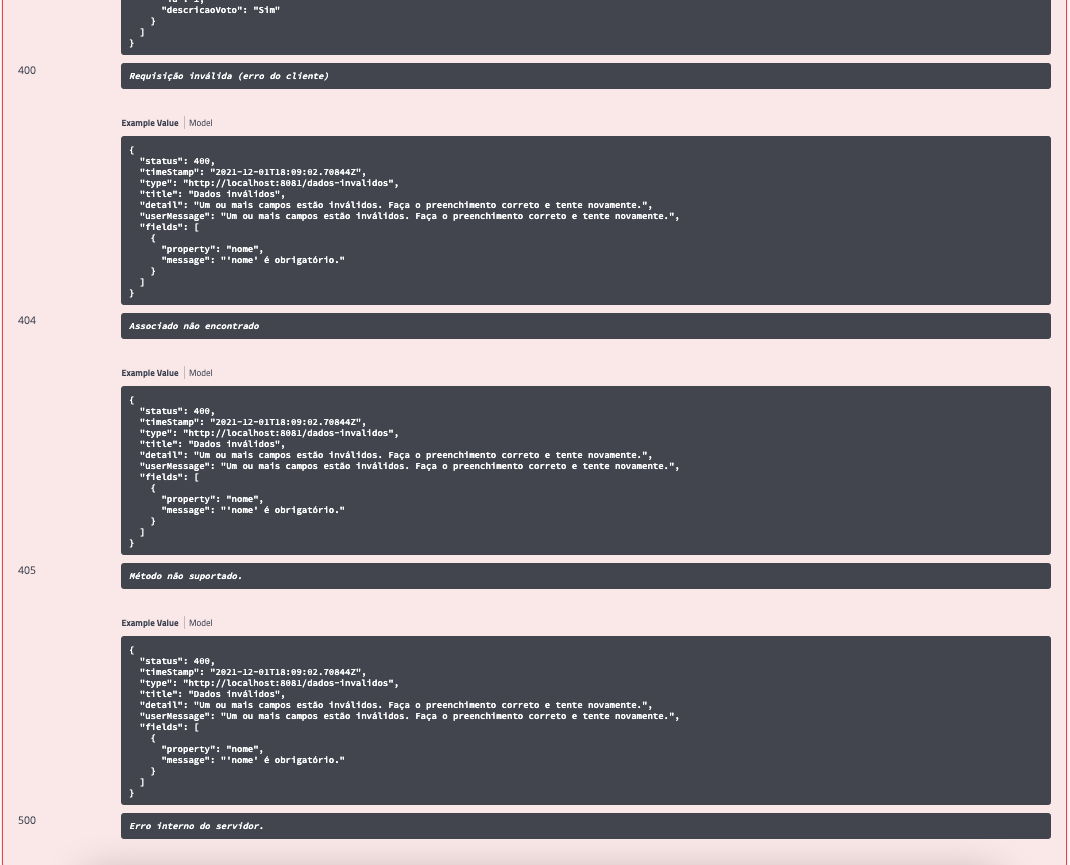 "descricaoVoto": "Sim"
}
]
}
400
Requisição inválida (erro do cliente)
Example Value Model
{
"status": 400,
"timeStamp": "2021-12-01T18:09:02.70844Z",
"type": "http://localhost:8081/dados-invalidos",
"title": "Dados inválidos",
"detail": "Um ou mais campos estão inválidos. Faça o preenchimento correto e tente novamente.",
"userMessage": "Um ou mais campos estão inválidos. Faça o preenchimento correto e tente novamente.",
"fields": [
{
"property": "nome",
"message": "'nome' é obrigatório."
}
]
}
404
Associado não encontrado
Example Value Model
{
"status": 400,
"timeStamp": "2021-12-01T18:09:02.70844Z",
"type": "http://localhost:8081/dados-invalidos",
"title": "Dados inválidos",
"detail": "Um ou mais campos estão inválidos. Faça o preenchimento correto e tente novamente.",
"userMessage": "Um ou mais campos estão inválidos. Faça o preenchimento correto e tente novamente.",
"fields": [
{
"property": "nome",
"message": "'nome' é obrigatório."
}
]
}
405
Método não suportado.
Example Value Model
{
"status": 400,
"timeStamp": "2021-12-01T18:09:02.70844Z",
"type": "http://localhost:8081/dados-invalidos",
"title": "Dados inválidos",
"detail": "Um ou mais campos estão inválidos. Faça o preenchimento correto e tente novamente.",
"userMessage": "Um ou mais campos estão inválidos. Faça o preenchimento correto e tente novamente.",
"fields": [
{
"property": "nome",
"message": "'nome' é obrigatório."
}
]
}
500
Erro interno do servidor.